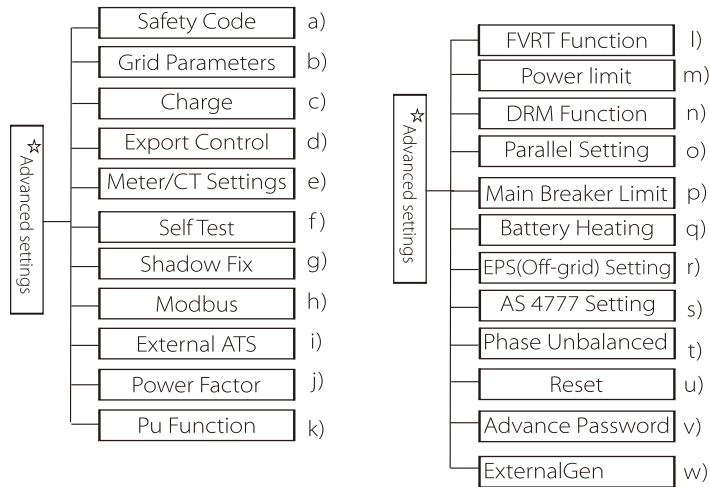 ☆ Advanced settings
Safety Code a)
Grid Parameters b)
Charge c)
Export Control d)
Meter/CT Settings e)
Self Test f)
Shadow Fix g)
Modbus h)
External ATS i)
Power Factor j)
Pu Function k)
☆ Advanced settings
FVRT Function l)
Power limit m)
DRM Function n)
Parallel Setting o)
Main Breaker Limit p)
Battery Heating q)
EPS(Off-grid) Setting r)
AS 4777 Setting s)
Phase Unbalanced t)
Reset u)
Advance Password v)
ExternalGen w)